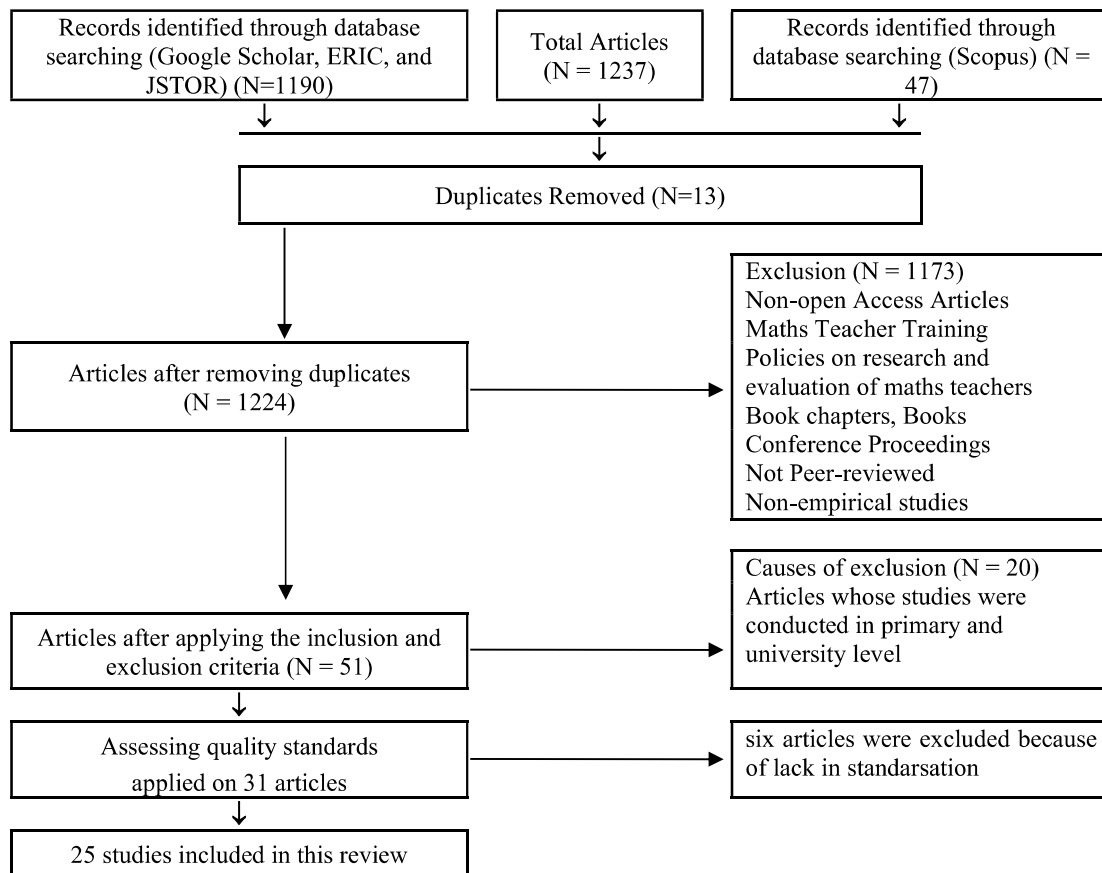 Records identified through database
searching (Google Scholar, ERIC, and
JSTOR) (N=1190)
Total Articles
(N = 1237)
Records identified through
database searching (Scopus) (N =
47)
Duplicates Removed (N=13)
Articles after removing duplicates
(N = 1224)
Exclusion (N = 1173)
Non-open Access Articles
Maths Teacher Training
Policies on research and
evaluation of maths teachers
Book chapters, Books
Conference Proceedings
Not Peer-reviewed
Non-empirical studies
Articles after applying the inclusion and
exclusion criteria (N = 51)
Causes of exclusion (N = 20)
Articles whose studies were
conducted in primary and
university level
Assessing quality standards
applied on 31 articles
six articles were excluded because
of lack in standarsation
25 studies included in this review